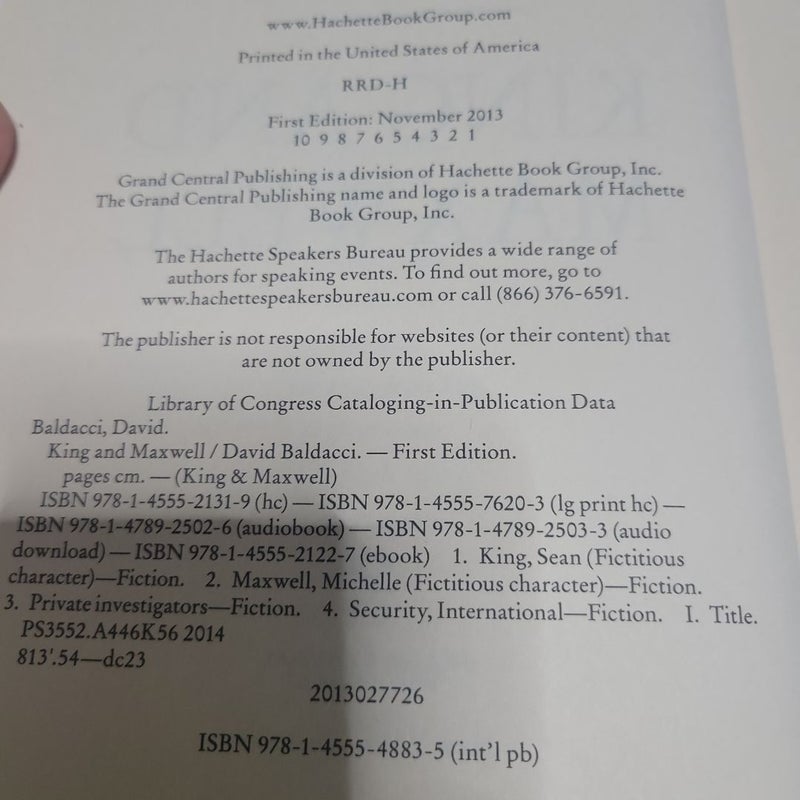 www.HachetteBookGroup.com
Printed in the United States of America
RRD-H
First Edition: November 2013
10 9 8 7 6 5 4 3 2 1
Grand Central Publishing is a division of Hachette Book Group, Inc.
The Grand Central Publishing name and logo is a trademark of Hachette
Book Group, Inc.
The Hachette Speakers Bureau provides a wide range of
authors for speaking events. To find out more, go to
www.hachettespeakersbureau.com or call (866) 376-6591.
The publisher is not responsible for websites (or their content) that
are not owned by the publisher.
Library of Congress Cataloging-in-Publication Data
Baldacci, David.
King and Maxwell / David Baldacci. — First Edition.
pages cm. — (King & Maxwell)
ISBN 978-1-4555-2131-9 (hc) — ISBN 978-1-4555-7620-3 (lg print hc) —
ISBN 978-1-4789-2502-6 (audiobook) — ISBN 978-1-4789-2503-3 (audio
download) — ISBN 978-1-4555-2122-7 (ebook) 1. King, Sean (Fictitious
character)—Fiction. 2. Maxwell, Michelle (Fictitious character)—Fiction.
3. Private investigators—Fiction. 4. Security, International—Fiction. I. Title.
PS3552.A446K56 2014
813'.54—dc23
2013027726
ISBN 978-1-4555-4883-5 (int'l pb)